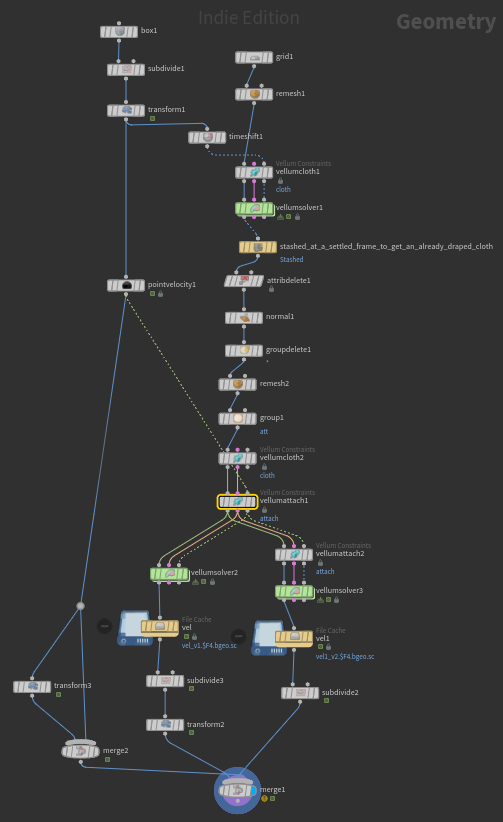 Indie Edition
Geometry
box1
grid1
subdivide1
remesh1
transform1
timeshift1
Vellum Constraints
vellumcloth1
cloth
vellumsolver1
stashed_at_a_settled_frame_to_get_an_already_draped_cloth
Stashed
attribdelete1
pointvelocity1
normal1
groupdelete1
*
remesh2
group1
att
Vellum Constraints
vellumcloth2
cloth
Vellum Constraints
vellumattach1
attach
Vellum Constraints
vellumattach2
attach
vellumsolver2
vellumsolver3
File Cache
vel
vel_v1.$F4.bgeo.sc
File Cache
vel1
vel1_v2.$F4.bgeo.sc
transform3
subdivide3
subdivide2
transform2
merge2
merge1